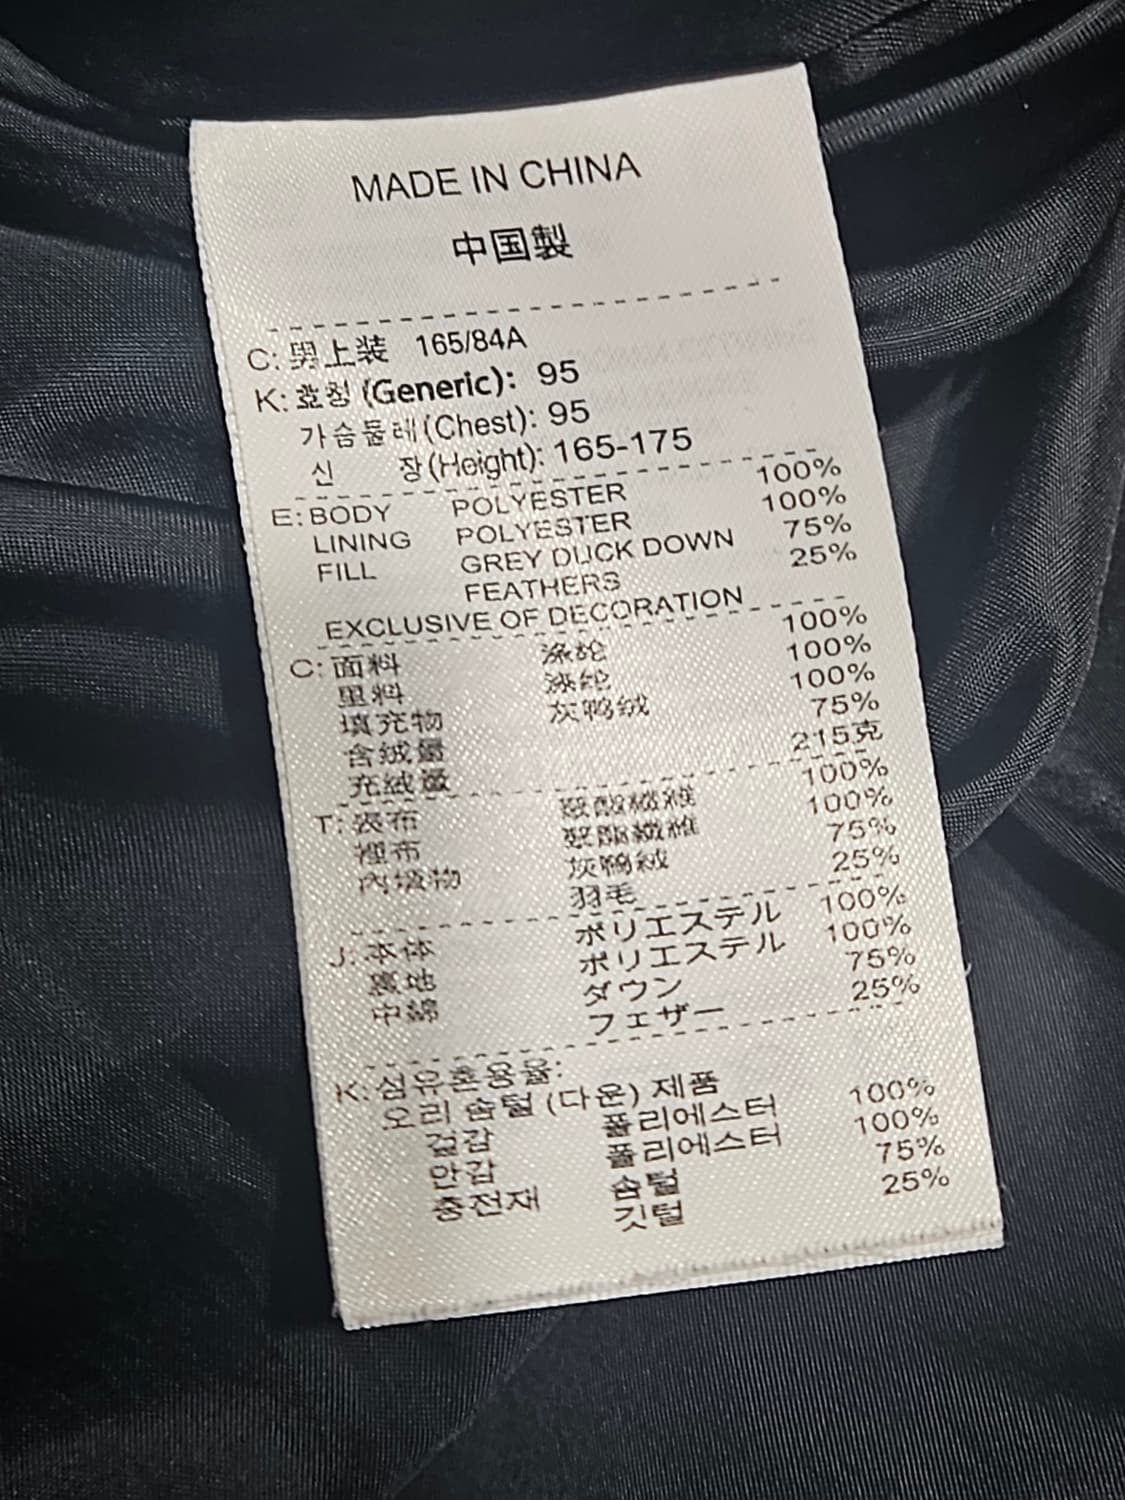 MADE IN CHINA
中国製
C: 男上装 165/84A
K: 호칭 (Generic): 95
가슴둘레 (Chest): 95
신 장 (Height): 165-175
E: BODY POLYESTER 100%
LINING POLYESTER 100%
FILL GREY DUCK DOWN 75%
FEATHERS 25%
EXCLUSIVE OF DECORATION
C: 面料 涤纶 100%
里料 涤纶 100%
填充物 灰鸭绒 100%
含绒量 75%
充绒量 215克
T: 表布 聚酯纖維 100%
裡布 聚酯纖維 100%
內填物 灰鴨絨 75%
羽毛 25%
J: 本体 ポリエステル 100%
裏地 ポリエステル 100%
中綿 ダウン 75%
フェザー 25%
K: 섬유혼용율:
오리 솜털 (다운) 제품
겉감 폴리에스터 100%
안감 폴리에스터 100%
충전재 솜털 75%
깃털 25%